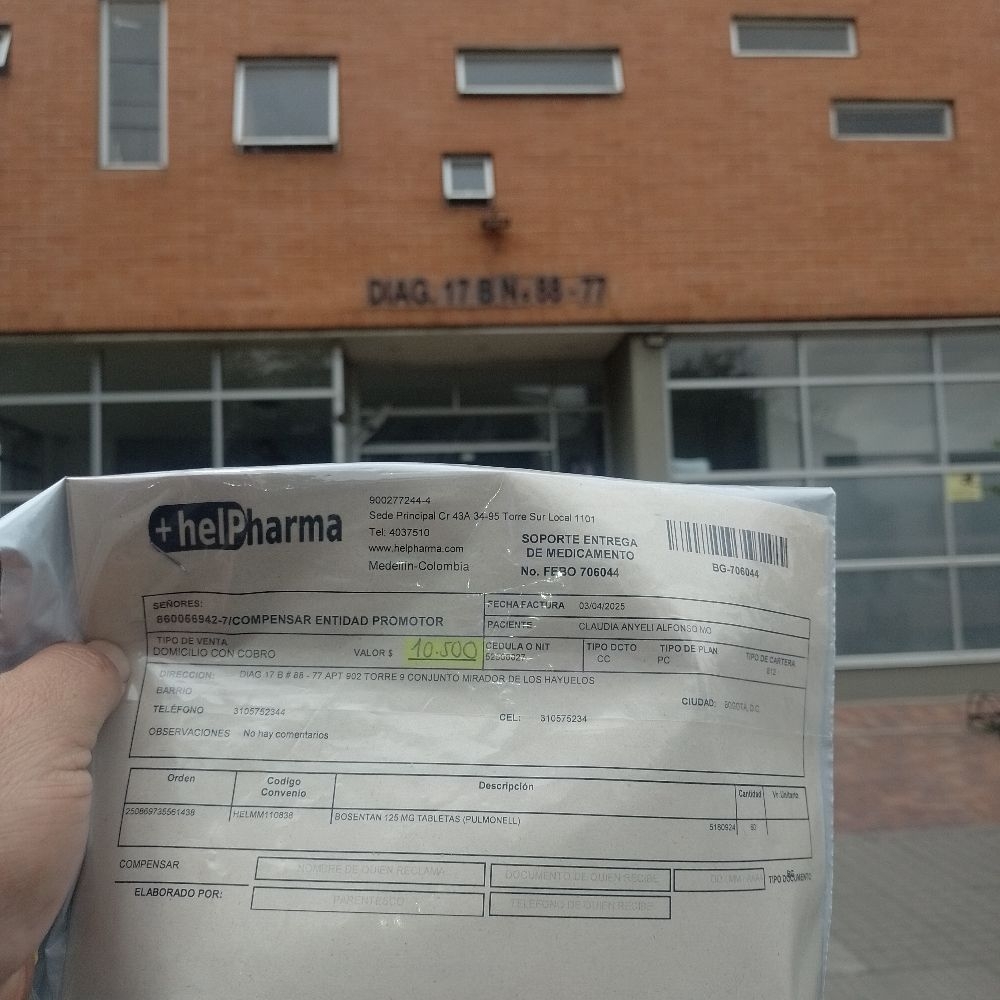 DIAG. 17 B N. 88 - 77
+helPharma
900277244-4
Sede Principal Cr 43A 34-95 Torre Sur Local 1101
Tel: 4037510
www.helpharma.com
Medellin-Colombia
SOPORTE ENTREGA
DE MEDICAMENTO
No. FEBO 706044
BG-706044
SEÑORES:
860066942-7/COMPENSAR ENTIDAD PROMOTOR
FECHA FACTURA 03/04/2025
PACIENTE CLAUDIA ANYELI ALFONSO MO
TIPO DE VENTA
DOMICILIO CON COBRO
VALOR $ 10.500
CEDULA O NIT
TIPO DCTO
CC
TIPO DE PLAN
PC
TIPO DE CARTERA
612
DIRECCION: DIAG 17 B # 88 - 77 APT 902 TORRE 9 CONJUNTO MIRADOR DE LOS HAYUELOS
BARRIO
CIUDAD: BOGOTA, D.C.
TELÉFONO 3105752344
CEL: 310575234
OBSERVACIONES No hay comentarios
Orden
Codigo
Convenio
Descripción
Cantidad
Vr. Unitario
250869735561438
HELMM110838
BOSENTAN 125 MG TABLETAS (PULMONELL)
5180924
60
COMPENSAR
NOMBRE DE QUIEN RECLAMA
DOCUMENTO DE QUIEN RECIBE
TIPO DOCUMENTO
ELABORADO POR:
PARENTESCO
TELEFONO DE QUIEN RECIBE